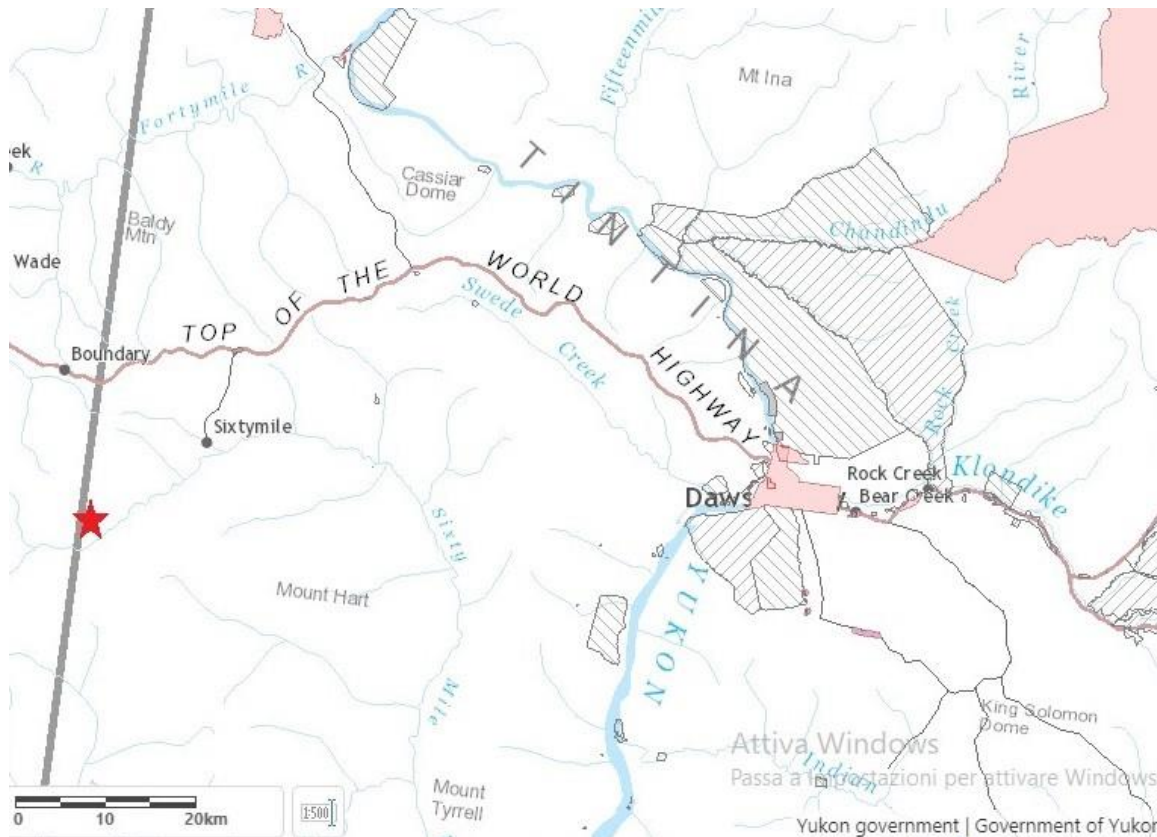 Fifteenmile
River
Mt Ina
Fortymile R
eek
R
Cassiar
Dome
TINTINA
Chandindu
Baldy
Mtn
Wade
TOP OF THE WORLD HIGHWAY
Swede Creek
Boundary
Rock Creek
Sixtymile
Rock Creek
Klondike
Daws
y
Bear Creek
Sixty Mile
Mount Hart
YUKON
King Solomon
Dome
Indian
Attiva Windows
Passa a Impostazioni per attivare Windows
Mount
Tyrrell
0 10 20km
1:500
Yukon government | Government of Yukon